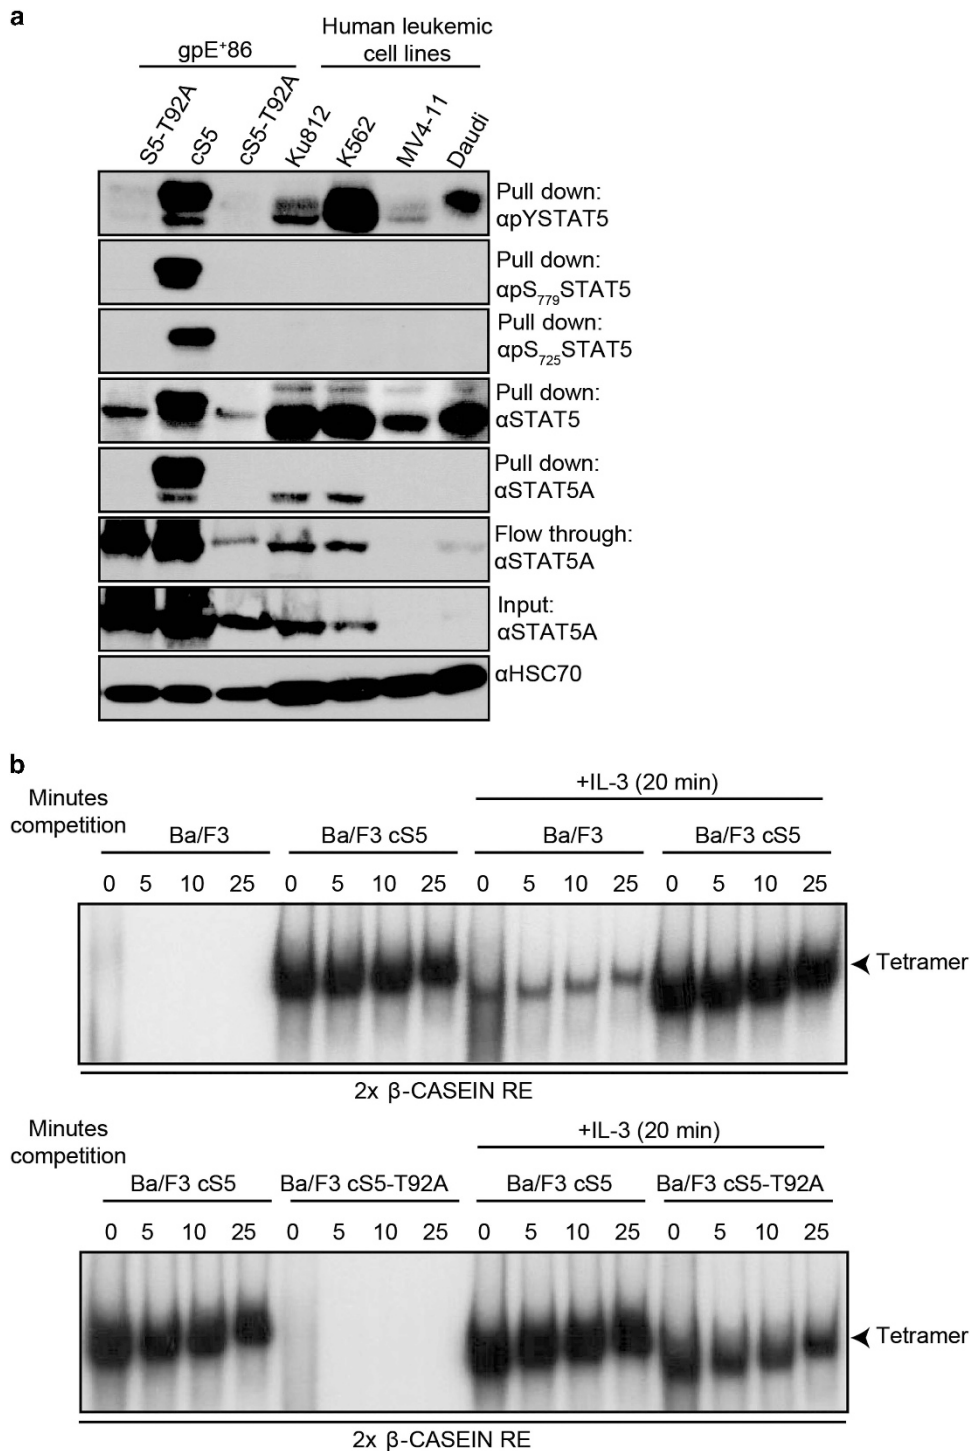 a
gpE+86
Human leukemic
cell lines
S5-T92A
cS5
cS5-T92A
Ku812
K562
MV4-11
Daudi
Pull down:
αpYSTAT5
Pull down:
αpS779STAT5
Pull down:
αpS725STAT5
Pull down:
αSTAT5
Pull down:
αSTAT5A
Flow through:
αSTAT5A
Input:
αSTAT5A
αHSC70
b
+IL-3 (20 min)
Minutes
competition
Ba/F3 Ba/F3 cS5 Ba/F3 Ba/F3 cS5
0 5 10 25 0 5 10 25 0 5 10 25 0 5 10 25
Tetramer
2x β-CASEIN RE
Minutes
competition
+IL-3 (20 min)
Ba/F3 cS5 Ba/F3 cS5-T92A Ba/F3 cS5 Ba/F3 cS5-T92A
0 5 10 25 0 5 10 25 0 5 10 25 0 5 10 25
Tetramer
2x β-CASEIN RE